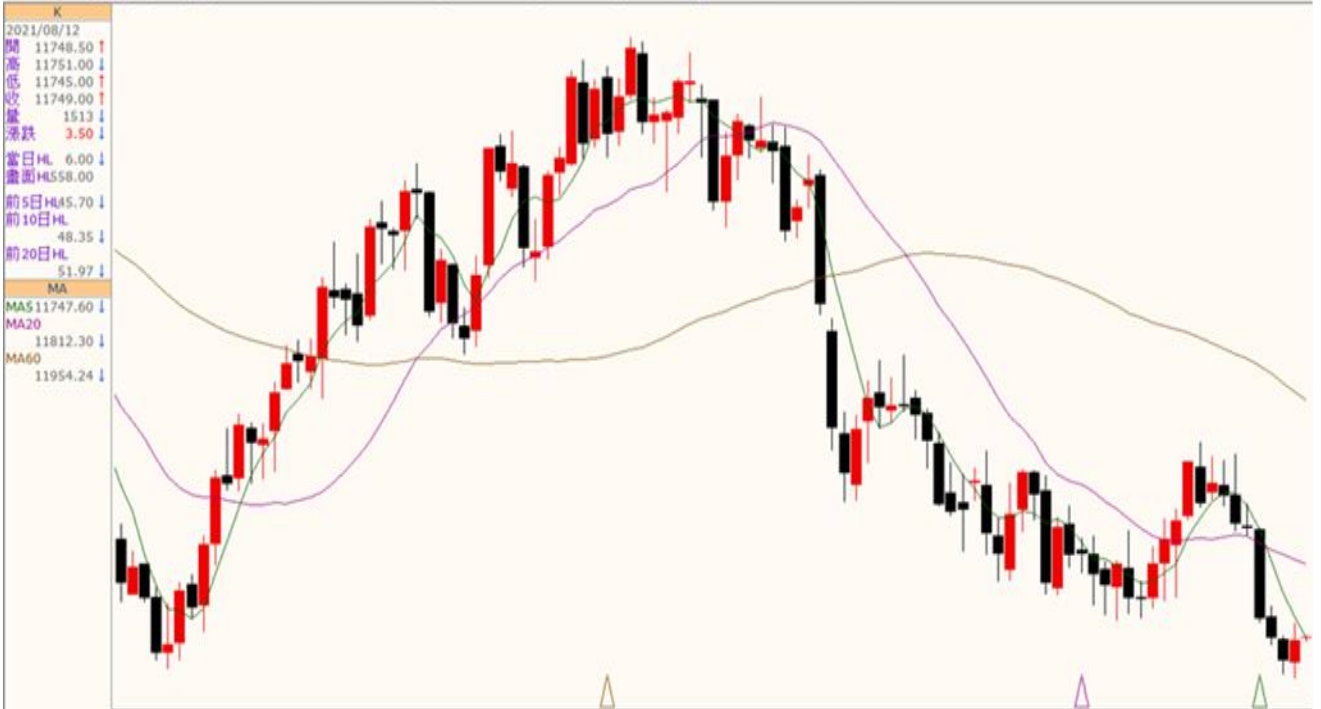 K
2021/08/12
開 11748.50 ↑
高 11751.00 ↓
低 11745.00 ↑
收 11749.00 ↑
量 1513 ↓
漲跌 3.50 ↓
當日HL 6.00 ↓
畫面HL558.00
前5日HL45.70 ↓
前10日HL
48.35 ↓
前20日HL
51.97 ↓
MA
MA511747.60 ↓
MA20
11812.30 ↓
MA60
11954.24 ↓